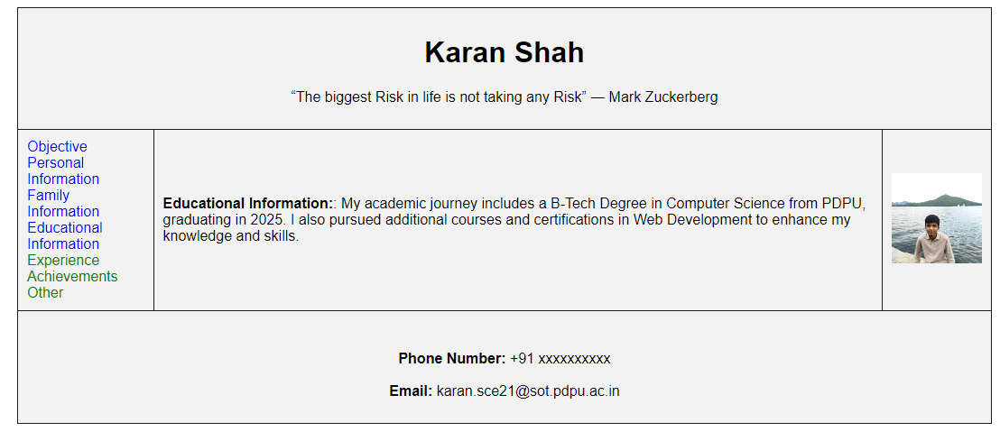 Karan Shah
“The biggest Risk in life is not taking any Risk” — Mark Zuckerberg
Objective
Personal
Information
Family
Information
Educational
Information
Experience
Achievements
Other
Educational Information:: My academic journey includes a B-Tech Degree in Computer Science from PDPU,
graduating in 2025. I also pursued additional courses and certifications in Web Development to enhance my
knowledge and skills.
Phone Number: +91 xxxxxxxxxx
Email: karan.sce21@sot.pdpu.ac.in